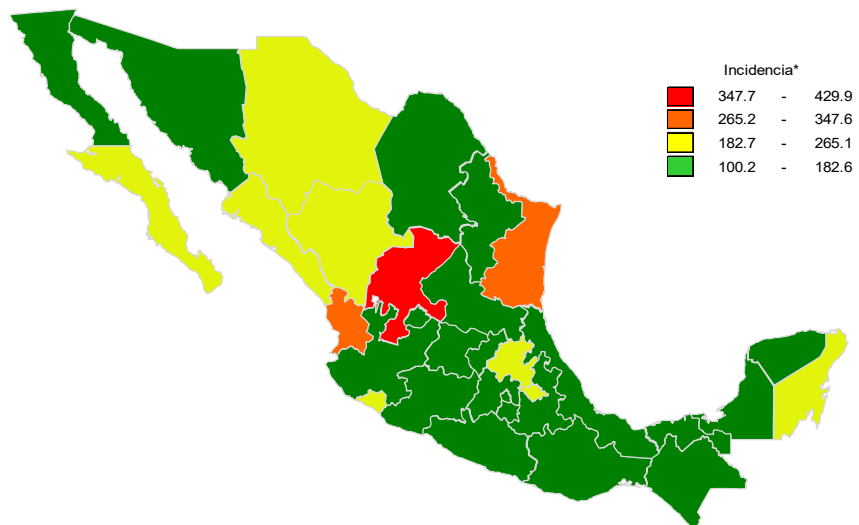 Incidencia*
347.7 - 429.9
265.2 - 347.6
182.7 - 265.1
100.2 - 182.6